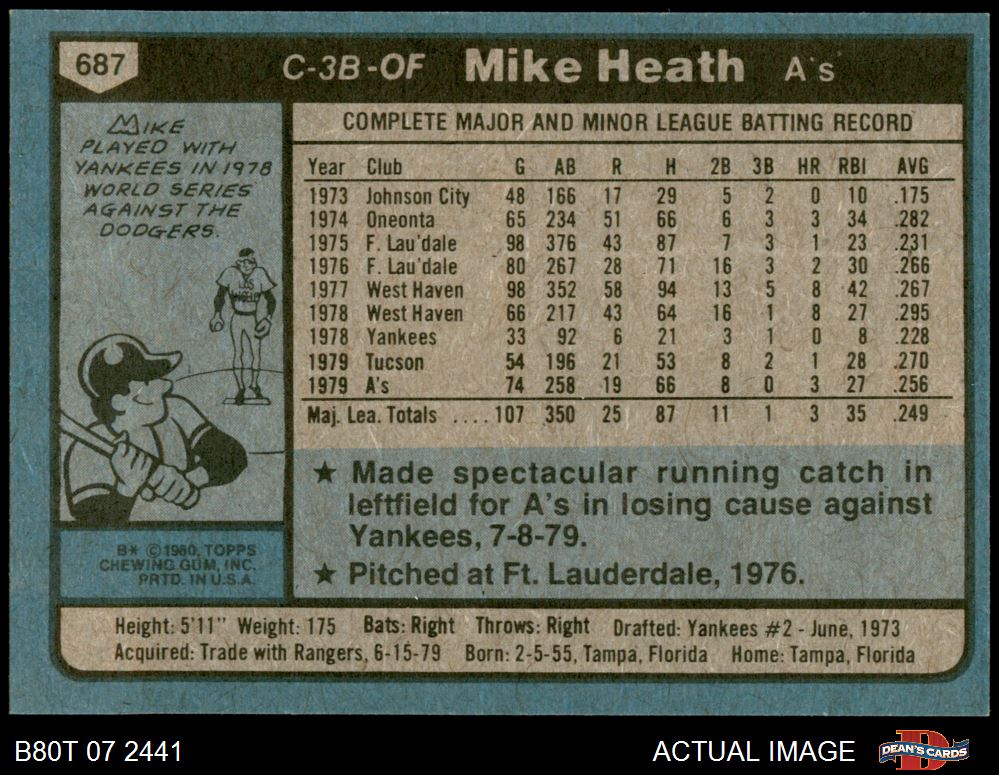 687 C-3B-OF Mike Heath A's
MIKE
PLAYED WITH
YANKEES IN 1978
WORLD SERIES
AGAINST THE
DODGERS.
LOS
ANGELES
B* © 1980, TOPPS
CHEWING GUM, INC.
PRTD. IN U.S.A.
COMPLETE MAJOR AND MINOR LEAGUE BATTING RECORD
Year Club G AB R H 2B 3B HR RBI AVG
1973 Johnson City 48 166 17 29 5 2 0 10 .175
1974 Oneonta 65 234 51 66 6 3 3 34 .282
1975 F. Lau'dale 98 376 43 87 7 3 1 23 .231
1976 F. Lau'dale 80 267 28 71 16 3 2 30 .266
1977 West Haven 98 352 58 94 13 5 8 42 .267
1978 West Haven 66 217 43 64 16 1 8 27 .295
1978 Yankees 33 92 6 21 3 1 0 8 .228
1979 Tucson 54 196 21 53 8 2 1 28 .270
1979 A's 74 258 19 66 8 0 3 27 .256
Maj. Lea. Totals .... 107 350 25 87 11 1 3 35 .249
★ Made spectacular running catch in
leftfield for A's in losing cause against
Yankees, 7-8-79.
★ Pitched at Ft. Lauderdale, 1976.
Height: 5'11" Weight: 175 Bats: Right Throws: Right Drafted: Yankees #2 - June, 1973
Acquired: Trade with Rangers, 6-15-79 Born: 2-5-55, Tampa, Florida Home: Tampa, Florida
B80T 07 2441 ACTUAL IMAGE DEAN'S CARDS